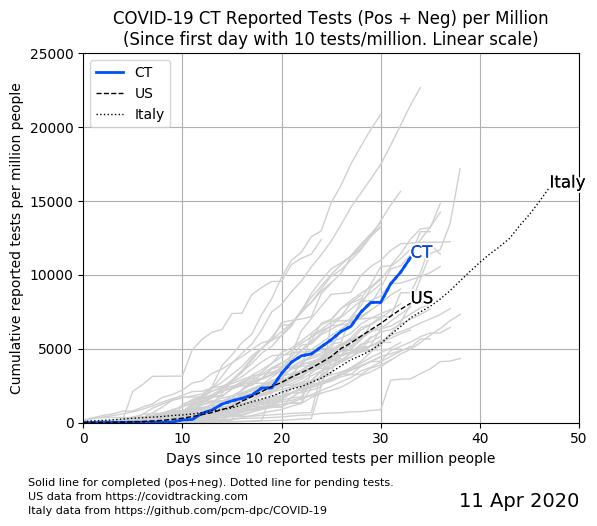 COVID-19 CT Reported Tests (Pos + Neg) per Million
(Since first day with 10 tests/million. Linear scale)
Cumulative reported tests per million people
25000
20000
15000
10000
5000
0
CT
US
Italy
Italy
CT
US
0 10 20 30 40 50
Days since 10 reported tests per million people
Solid line for completed (pos+neg). Dotted line for pending tests.
US data from https://covidtracking.com
Italy data from https://github.com/pcm-dpc/COVID-19
11 Apr 2020